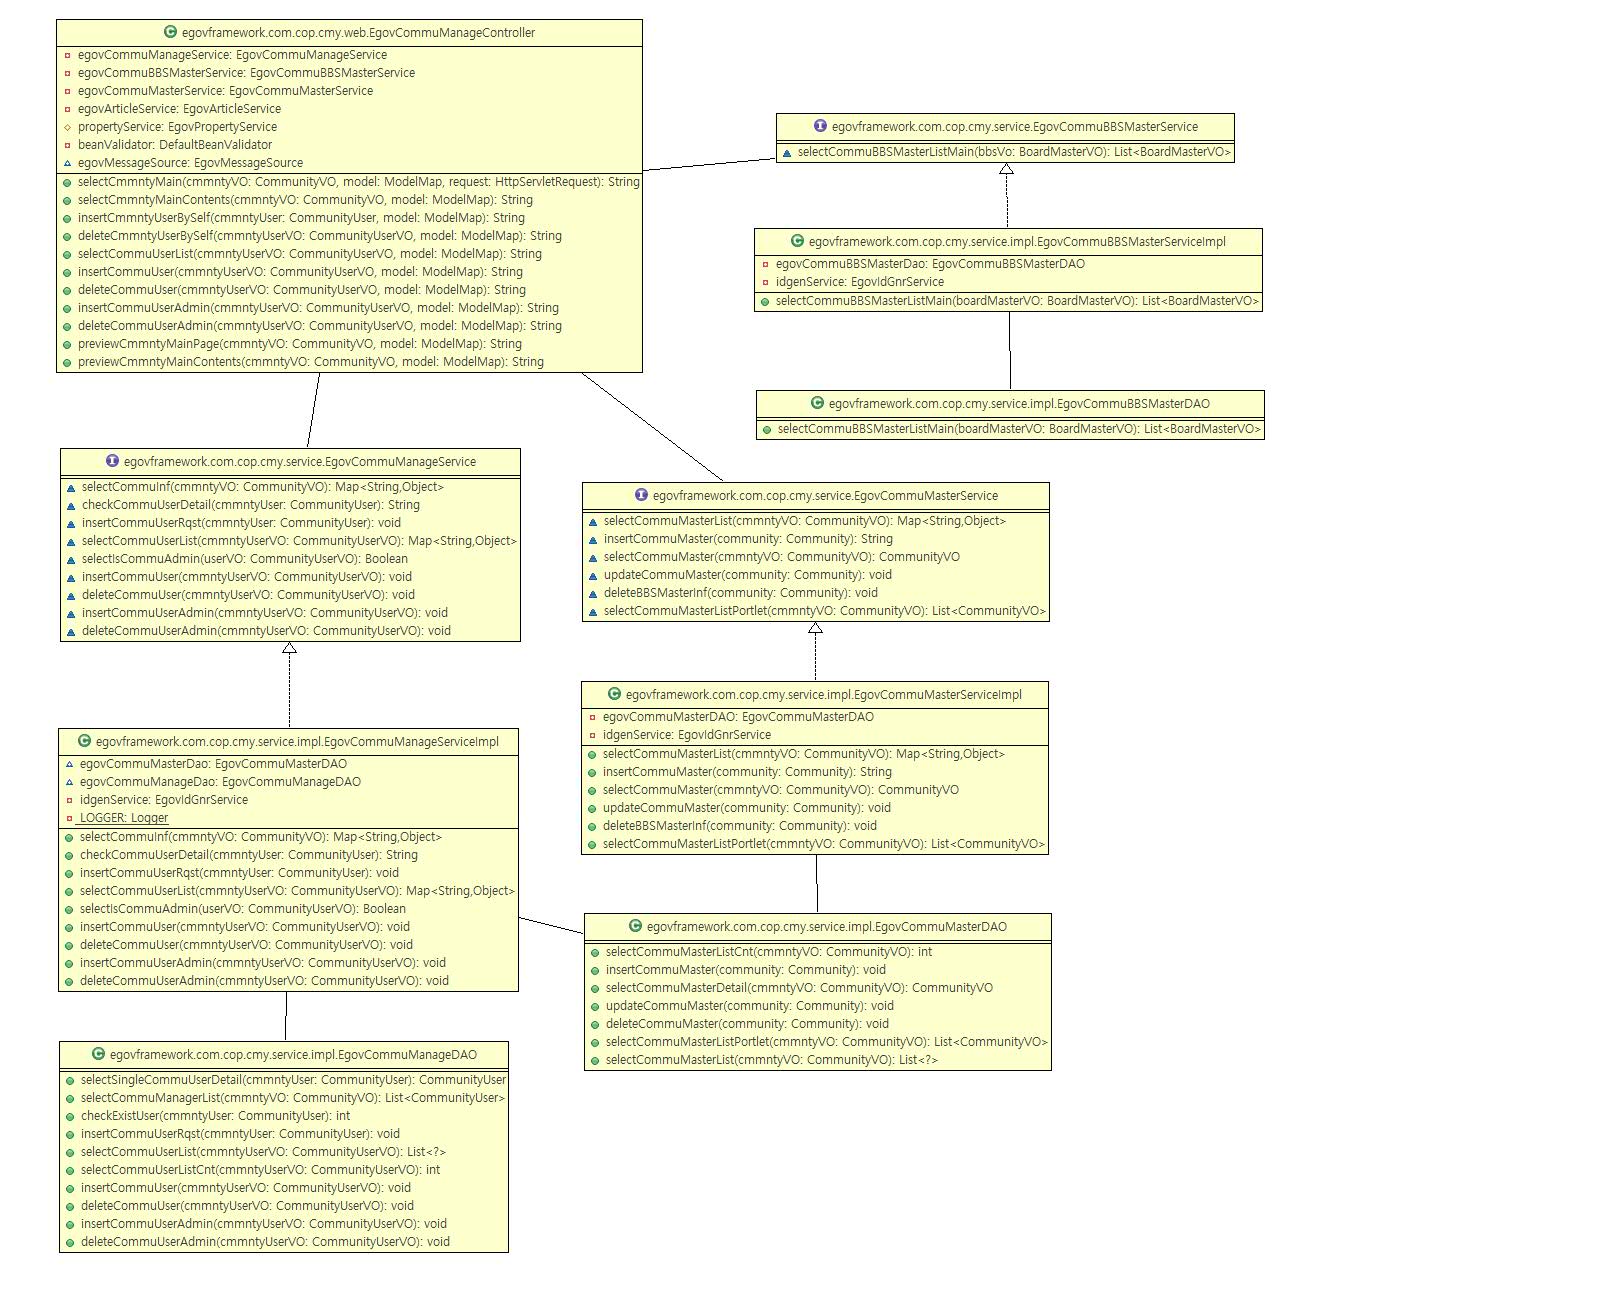 egovframework.com.cop.cmy.web.EgovCommuManageController
egovCommuManageService: EgovCommuManageService
egovCommuBBSMasterService: EgovCommuBBSMasterService
egovCommuMasterService: EgovCommuMasterService
egovArticleService: EgovArticleService
propertyService: EgovPropertyService
beanValidator: DefaultBeanValidator
egovMessageSource: EgovMessageSource
selectCmmntyMain(cmmntyVO: CommunityVO, model: ModelMap, request: HttpServletRequest): String
selectCmmntyMainContents(cmmntyVO: CommunityVO, model: ModelMap): String
insertCmmntyUserBySelf(cmmntyUser: CommunityUser, model: ModelMap): String
deleteCmmntyUserBySelf(cmmntyUserVO: CommunityUserVO, model: ModelMap): String
selectCmmntyUserList(cmmntyUserVO: CommunityUserVO, model: ModelMap): String
insertCommuUser(cmmntyUserVO: CommunityUserVO, model: ModelMap): String
deleteCommuUser(cmmntyUserVO: CommunityUserVO, model: ModelMap): String
insertCommuUserAdmin(cmmntyUserVO: CommunityUserVO, model: ModelMap): String
deleteCommuUserAdmin(cmmntyUserVO: CommunityUserVO, model: ModelMap): String
previewCmmntyMainPage(cmmntyVO: CommunityVO, model: ModelMap): String
previewCmmntyMainContents(cmmntyVO: CommunityVO, model: ModelMap): String
egovframework.com.cop.cmy.service.EgovCommuBBSMasterService
selectCommuBBSMasterListMain(bbsVo: BoardMasterVO): List<BoardMasterVO>
egovframework.com.cop.cmy.service.impl.EgovCommuBBSMasterServiceImpl
egovCommuBBSMasterDao: EgovCommuBBSMasterDAO
idgenService: EgovIdGnrService
selectCommuBBSMasterListMain(boardMasterVO: BoardMasterVO): List<BoardMasterVO>
egovframework.com.cop.cmy.service.impl.EgovCommuBBSMasterDAO
selectCommuBBSMasterListMain(boardMasterVO: BoardMasterVO): List<BoardMasterVO>
egovframework.com.cop.cmy.service.EgovCommuManageService
selectCommuInf(cmmntyVO: CommunityVO): Map<String,Object>
checkCommuUserDetail(cmmntyUser: CommunityUser): String
insertCommuUserRqst(cmmntyUser: CommunityUser): void
selectCommuUserList(cmmntyUserVO: CommunityUserVO): Map<String,Object>
selectIsCommuAdmin(userVO: CommunityUserVO): Boolean
insertCommuUser(cmmntyUserVO: CommunityUserVO): void
deleteCommuUser(cmmntyUserVO: CommunityUserVO): void
insertCommuUserAdmin(cmmntyUserVO: CommunityUserVO): void
deleteCommuUserAdmin(cmmntyUserVO: CommunityUserVO): void
egovframework.com.cop.cmy.service.EgovCommuMasterService
selectCommuMasterList(cmmntyVO: CommunityVO): Map<String,Object>
insertCommuMaster(community: Community): String
selectCommuMaster(cmmntyVO: CommunityVO): CommunityVO
updateCommuMaster(community: Community): void
deleteBBSMasterInf(community: Community): void
selectCommuMasterListPortlet(cmmntyVO: CommunityVO): List<CommunityVO>
egovframework.com.cop.cmy.service.impl.EgovCommuManageServiceImpl
egovCommuMasterDao: EgovCommuMasterDAO
egovCommuManageDao: EgovCommuManageDAO
idgenService: EgovIdGnrService
LOGGER: Logger
selectCommuInf(cmmntyVO: CommunityVO): Map<String,Object>
checkCommuUserDetail(cmmntyUser: CommunityUser): String
insertCommuUserRqst(cmmntyUser: CommunityUser): void
selectCommuUserList(cmmntyUserVO: CommunityUserVO): Map<String,Object>
selectIsCommuAdmin(userVO: CommunityUserVO): Boolean
insertCommuUser(cmmntyUserVO: CommunityUserVO): void
deleteCommuUser(cmmntyUserVO: CommunityUserVO): void
insertCommuUserAdmin(cmmntyUserVO: CommunityUserVO): void
deleteCommuUserAdmin(cmmntyUserVO: CommunityUserVO): void
egovframework.com.cop.cmy.service.impl.EgovCommuMasterServiceImpl
egovCommuMasterDAO: EgovCommuMasterDAO
idgenService: EgovIdGnrService
selectCommuMasterList(cmmntyVO: CommunityVO): Map<String,Object>
insertCommuMaster(community: Community): String
selectCommuMaster(cmmntyVO: CommunityVO): CommunityVO
updateCommuMaster(community: Community): void
deleteBBSMasterInf(community: Community): void
selectCommuMasterListPortlet(cmmntyVO: CommunityVO): List<CommunityVO>
egovframework.com.cop.cmy.service.impl.EgovCommuMasterDAO
selectCommuMasterListCnt(cmmntyVO: CommunityVO): int
insertCommuMaster(community: Community): void
selectCommuMasterDetail(cmmntyVO: CommunityVO): CommunityVO
updateCommuMaster(community: Community): void
deleteCommuMaster(community: Community): void
selectCommuMasterListPortlet(cmmntyVO: CommunityVO): List<CommunityVO>
selectCommuMasterList(cmmntyVO: CommunityVO): List<?>
egovframework.com.cop.cmy.service.impl.EgovCommuManageDAO
selectSingleCommuUserDetail(cmmntyUser: CommunityUser): CommunityUser
selectCommuManagerList(cmmntyVO: CommunityVO): List<CommunityUser>
checkExistUser(cmmntyUser: CommunityUser): int
insertCommuUserRqst(cmmntyUser: CommunityUser): void
selectCommuUserList(cmmntyUserVO: CommunityUserVO): List<?>
selectCommuUserListCnt(cmmntyUserVO: CommunityUserVO): int
insertCommuUser(cmmntyUserVO: CommunityUserVO): void
deleteCommuUser(cmmntyUserVO: CommunityUserVO): void
insertCommuUserAdmin(cmmntyUserVO: CommunityUserVO): void
deleteCommuUserAdmin(cmmntyUserVO: CommunityUserVO): void